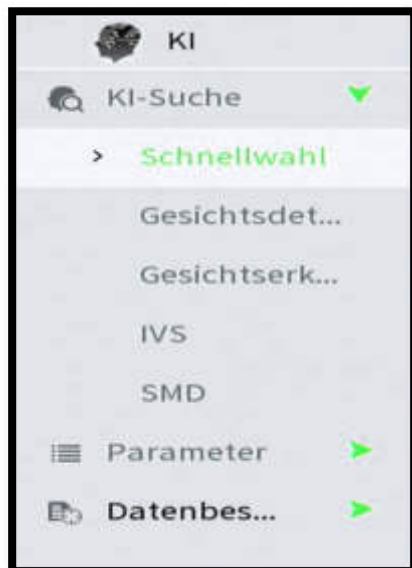 KI
KI-Suche
Schnellwahl
Gesichtsdet...
Gesichtserk...
IVS
SMD
Parameter
Datenbes...